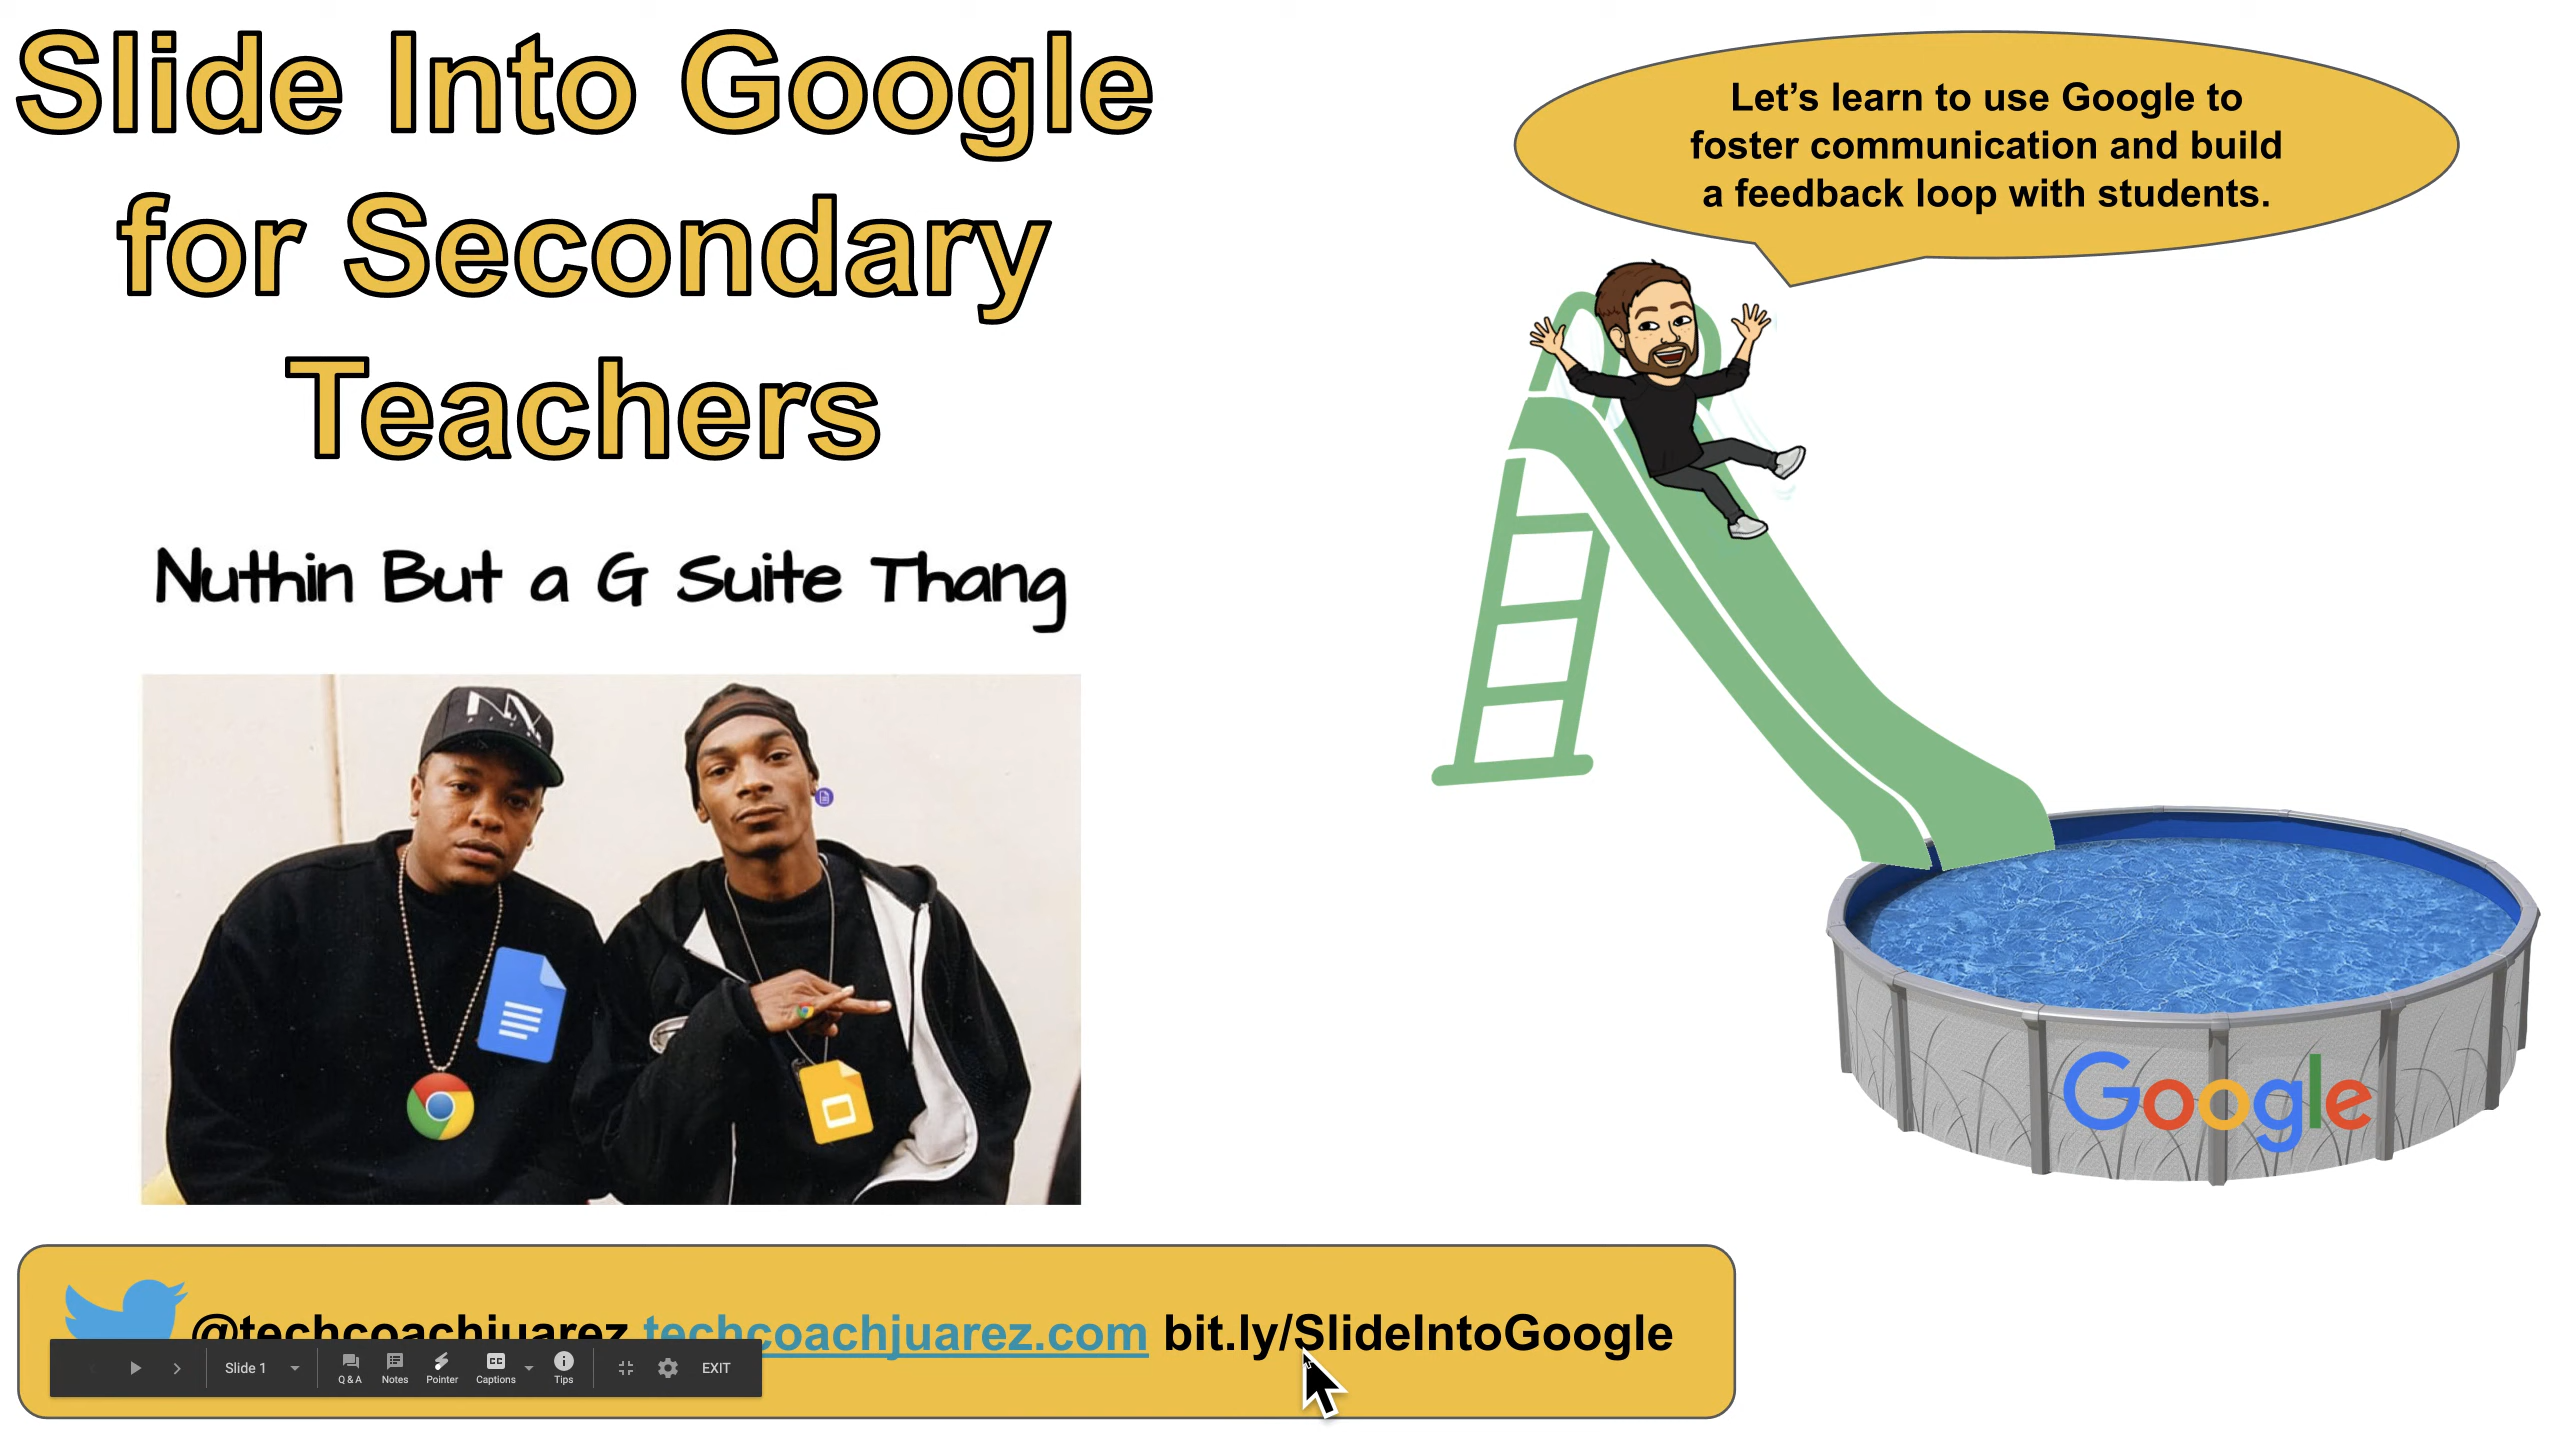 Slide Into Google
for Secondary
Teachers
Let's learn to use Google to
foster communication and build
a feedback loop with students.
Nuthin But a G Suite Thang
Google
@techcoachjuarez techcoachjuarez.com bit.ly/SlideIntoGoogle
Slide 1
Q & A
Notes
Pointer
CC
Captions
Tips
EXIT